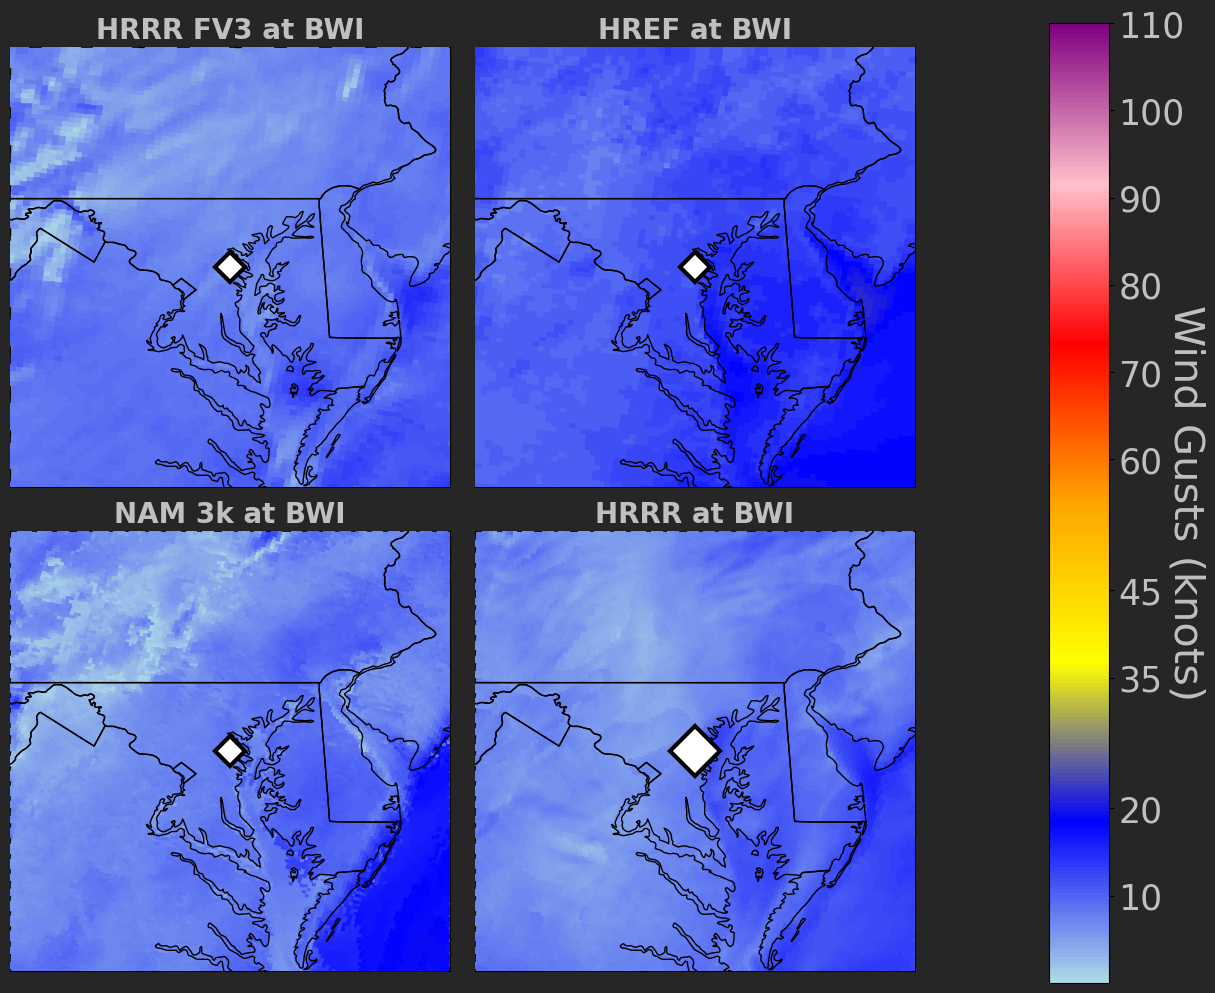 HRRR FV3 at BWI
HREF at BWI
NAM 3k at BWI
HRRR at BWI
110
100
90
80
70
60
45
35
20
10
Wind Gusts (knots)